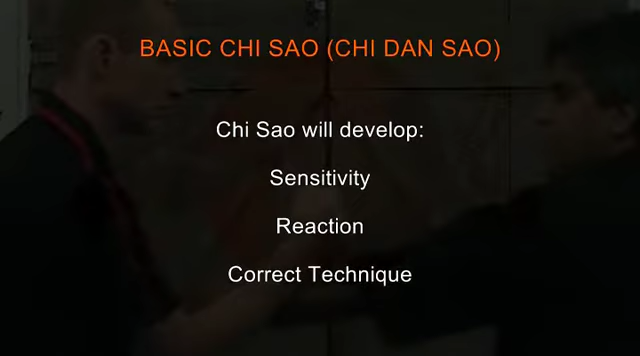 BASIC CHI SAO (CHI DAN SAO)
Chi Sao will develop:
Sensitivity
Reaction
Correct Technique